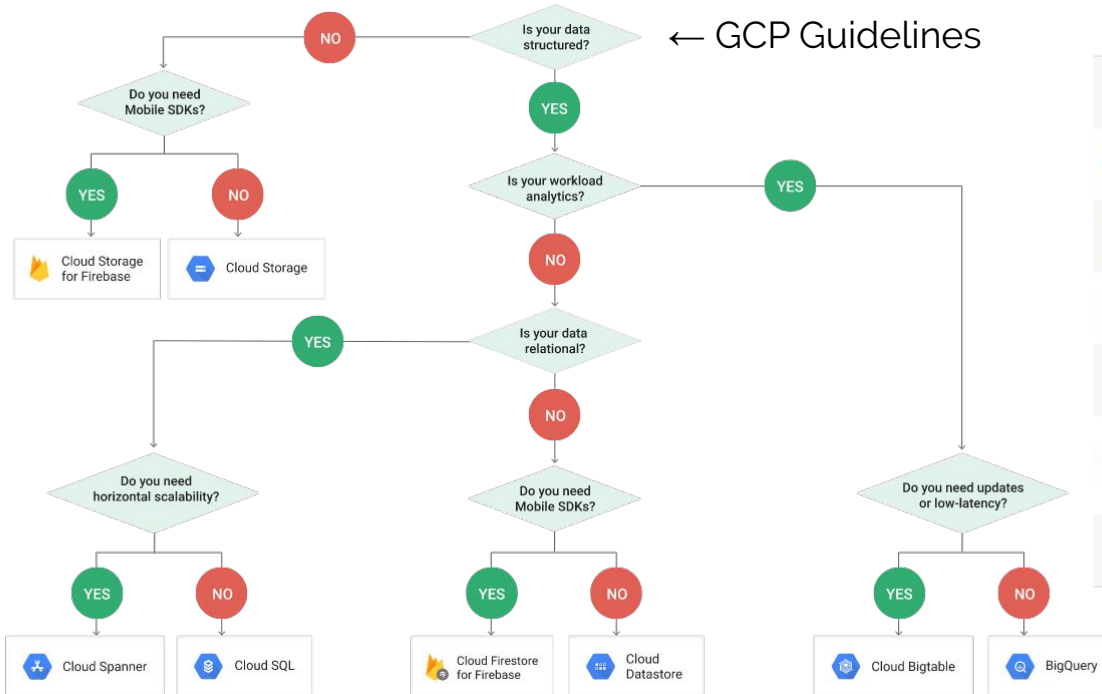 ← GCP Guidelines
Is your data
structured?
NO
YES
Do you need
Mobile SDKs?
YES
NO
Cloud Storage
for Firebase
Cloud Storage
Is your workload
analytics?
YES
NO
Is your data
relational?
YES
NO
Do you need
horizontal scalability?
YES
NO
Cloud Spanner
Cloud SQL
Do you need
Mobile SDKs?
YES
NO
Cloud Firestore
for Firebase
Cloud
Datastore
Do you need updates
or low-latency?
YES
NO
Cloud Bigtable
BigQuery